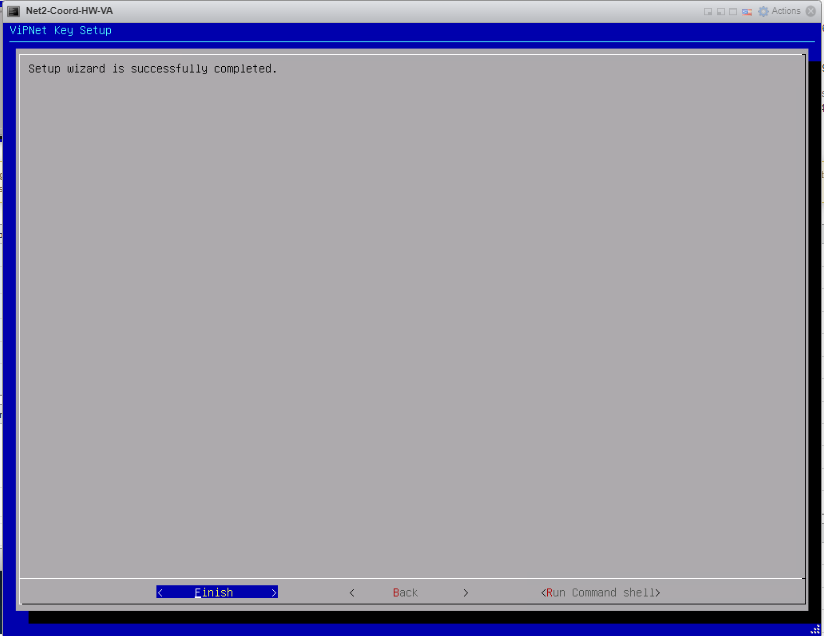 Net2-Coord-HW-VA
Actions
ViPNet Key Setup
Setup wizard is successfully completed.
< Finish > < Back > <Run Command shell>